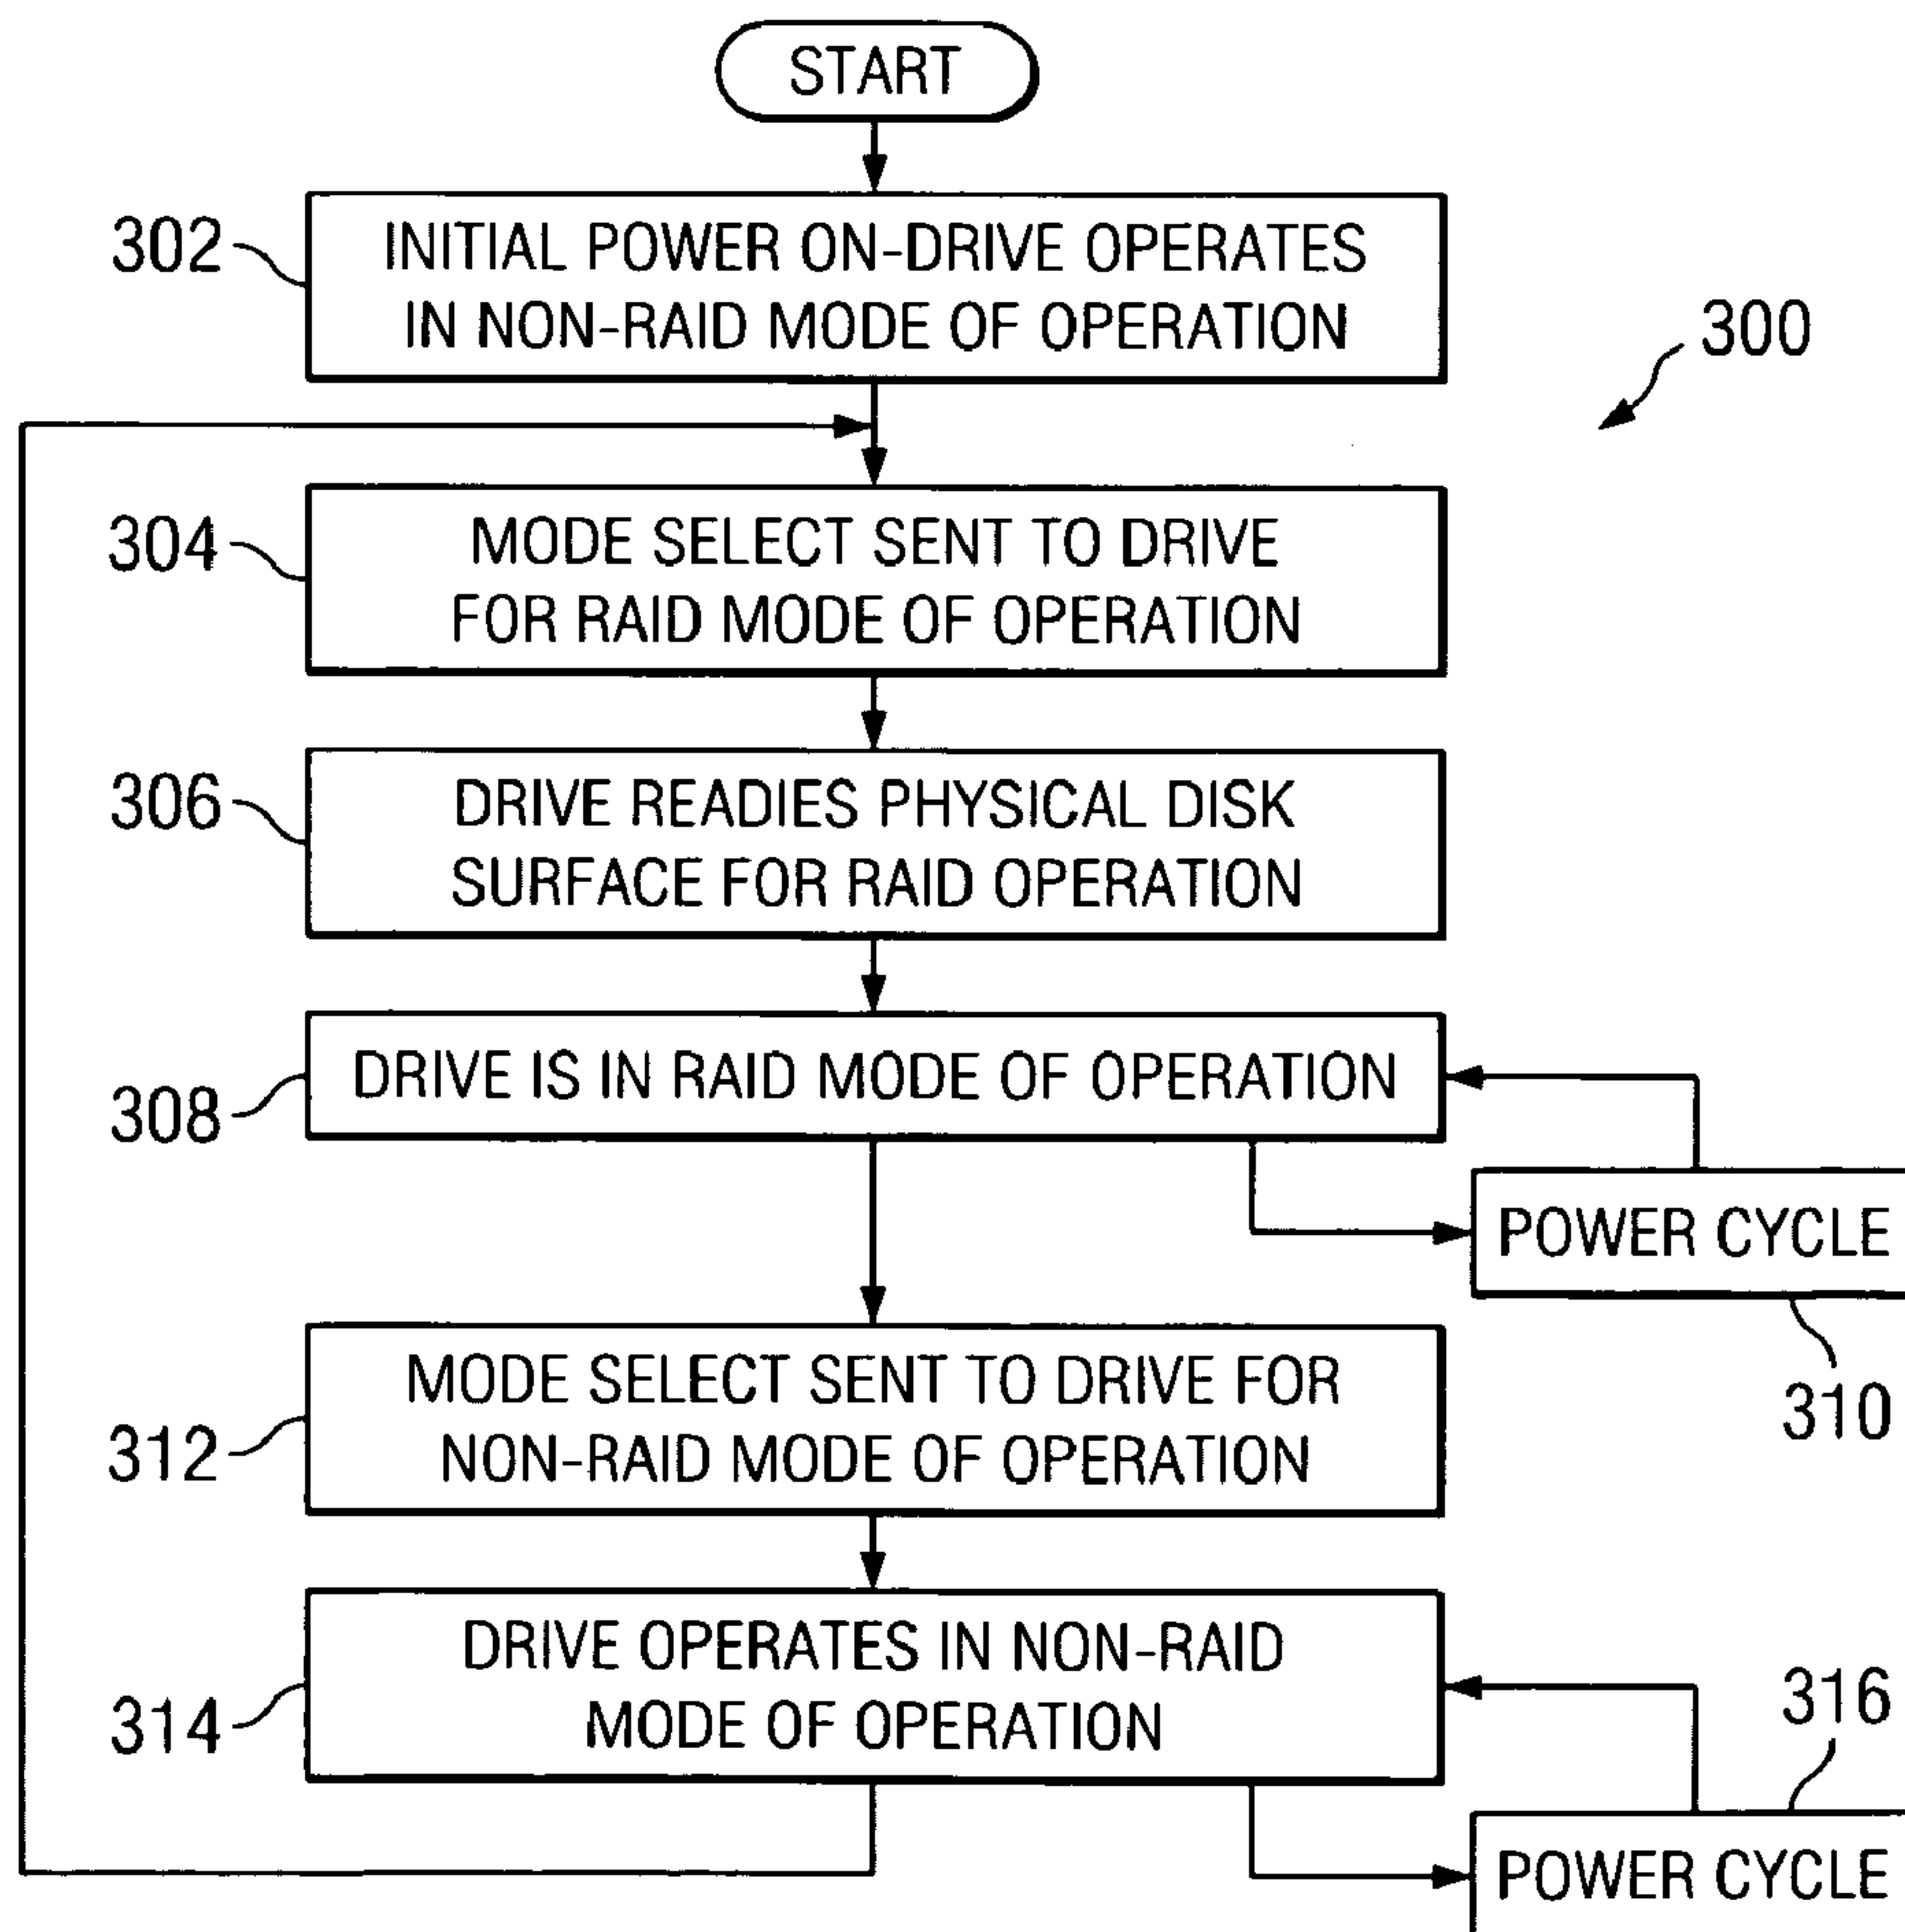 START
302
INITIAL POWER ON-DRIVE OPERATES
IN NON-RAID MODE OF OPERATION
300
304
MODE SELECT SENT TO DRIVE
FOR RAID MODE OF OPERATION
306
DRIVE READIES PHYSICAL DISK
SURFACE FOR RAID OPERATION
308
DRIVE IS IN RAID MODE OF OPERATION
POWER CYCLE
310
312
MODE SELECT SENT TO DRIVE FOR
NON-RAID MODE OF OPERATION
314
DRIVE OPERATES IN NON-RAID
MODE OF OPERATION
316
POWER CYCLE